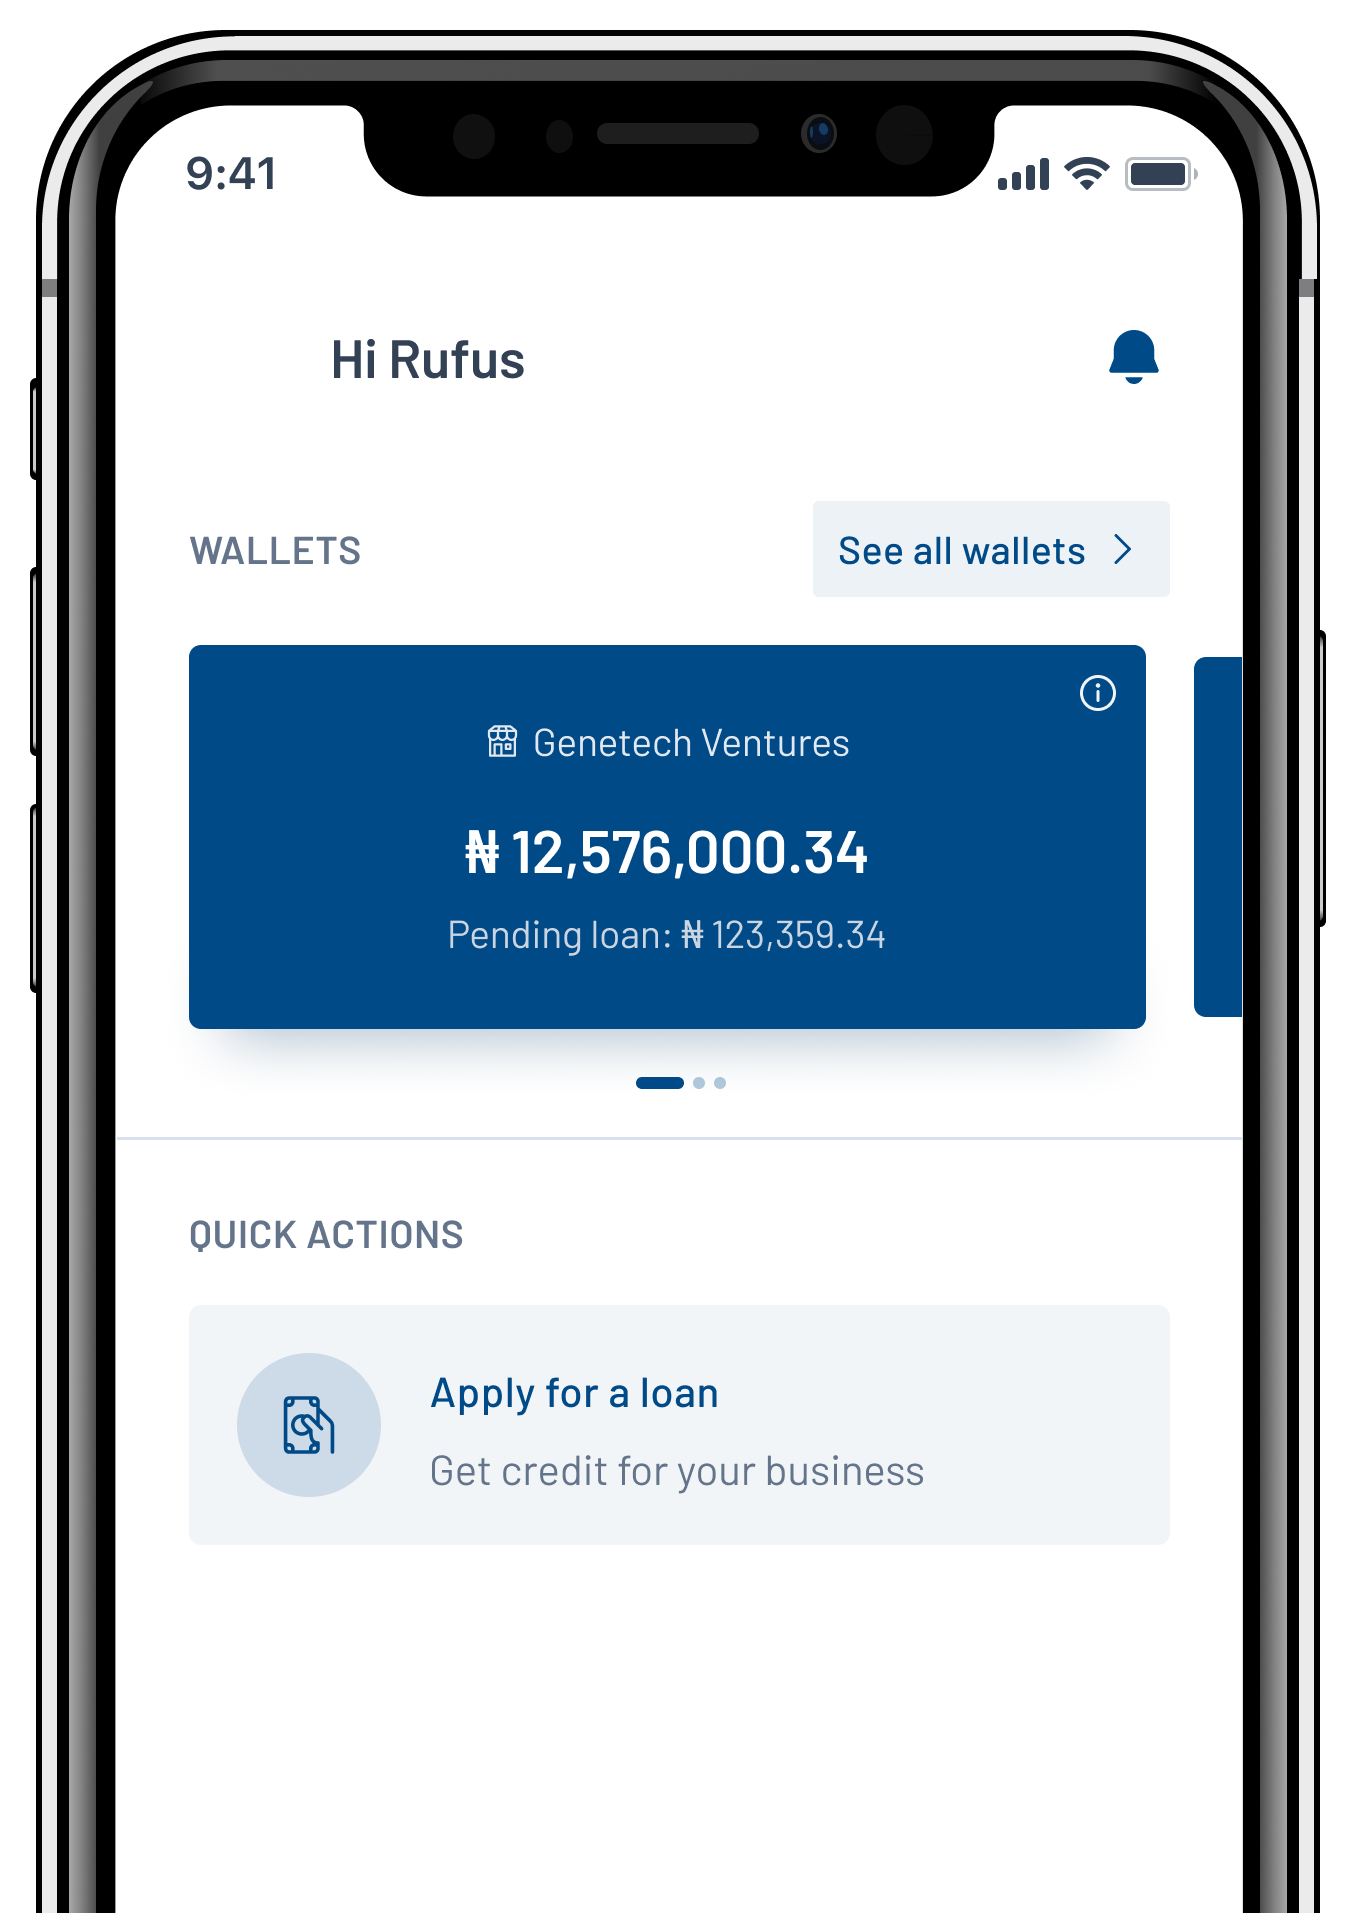 9:41
Hi Rufus
WALLETS
See all wallets
Genetech Ventures
₦ 12,576,000.34
Pending loan: ₦ 123,359.34
QUICK ACTIONS
Apply for a loan
Get credit for your business